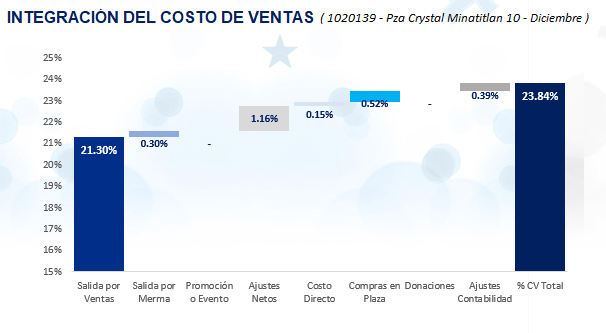 INTEGRACIÓN DEL COSTO DE VENTAS ( 1020139 - Pza Crystal Minatitlan 10 - Diciembre )
25%
24%
23%
22%
21%
20%
19%
18%
17%
16%
15%
21.30%
0.30%
-
1.16%
0.15%
0.52%
-
0.39%
23.84%
Salida por Ventas
Salida por Merma
Promoción o Evento
Ajustes Netos
Costo Directo
Compras en Plaza
Donaciones
Ajustes Contabilidad
% CV Total